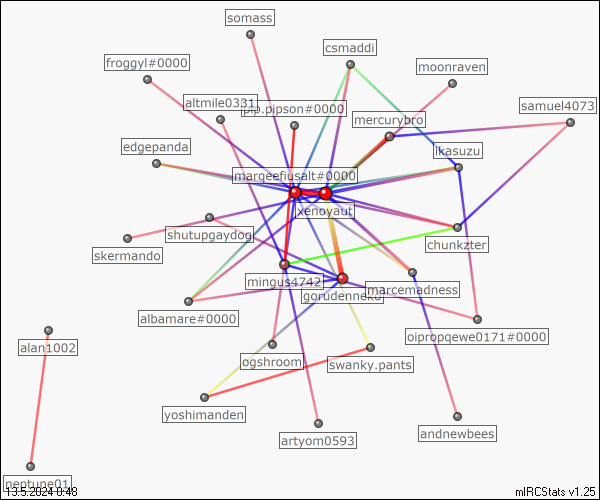 somass
csmaddi
froggyl#0000
moonraven
altmile0331
pip.pipson#0000
samuel4073
mercurybro
edgepanda
ikasuzu
marqeefiusalt#0000
xenoyaut
shutupgaydog
chunkzter
skermando
mingus4742
marcemadness
gorudenneko
albamare#0000
oipropqewe0171#0000
alan1002
ogshroom
swanky.pants
yoshimanden
andnewbees
artyom0593
neptune01
13.5.2024 0:48
mIRCStats v1.25